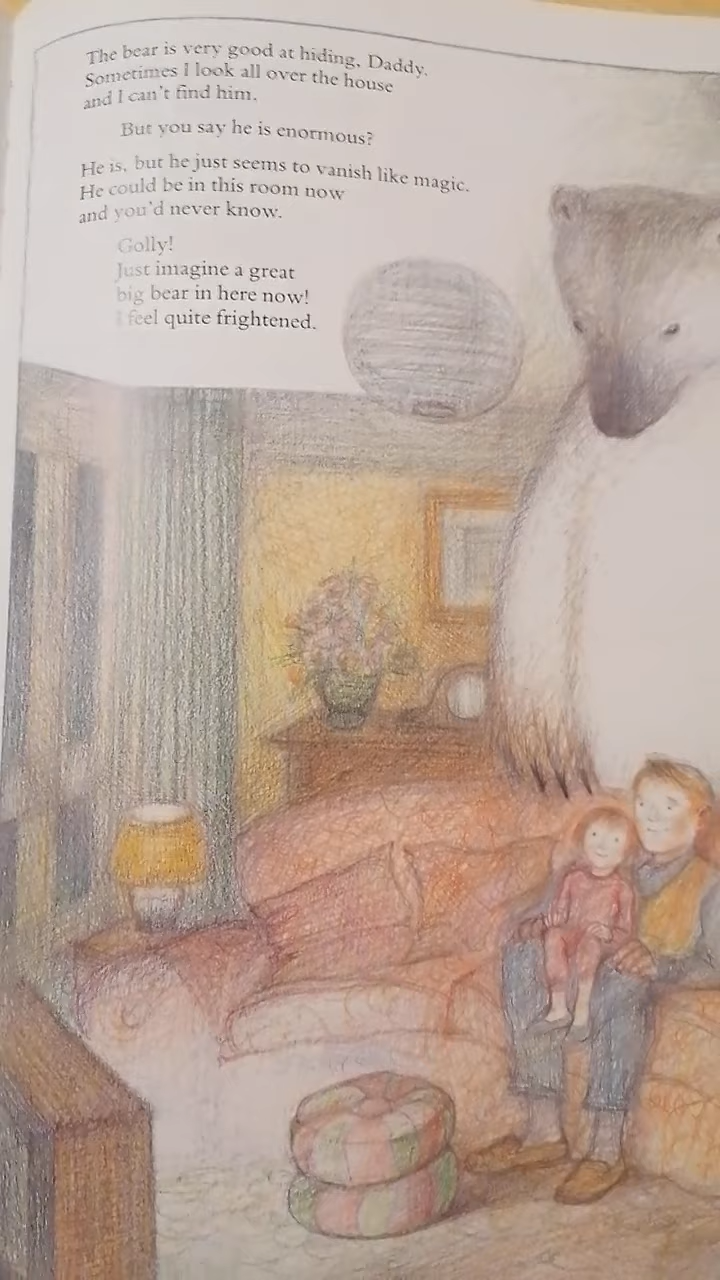 The bear is very good at hiding, Daddy.
Sometimes I look all over the house
and I can't find him.
But you say he is enormous?
He is, but he just seems to vanish like magic.
He could be in this room now
and you'd never know.
Golly!
Just imagine a great
big bear in here now!
I feel quite frightened.